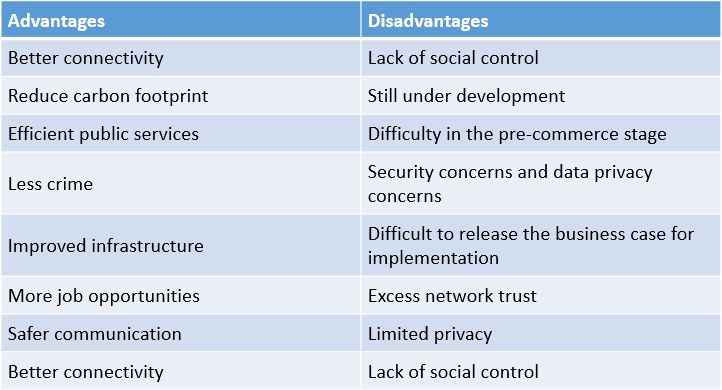 Advantages Disadvantages
Better connectivity Lack of social control
Reduce carbon footprint Still under development
Efficient public services Difficulty in the pre-commerce stage
Less crime Security concerns and data privacy
concerns
Improved infrastructure Difficult to release the business case for
implementation
More job opportunities Excess network trust
Safer communication Limited privacy
Better connectivity Lack of social control